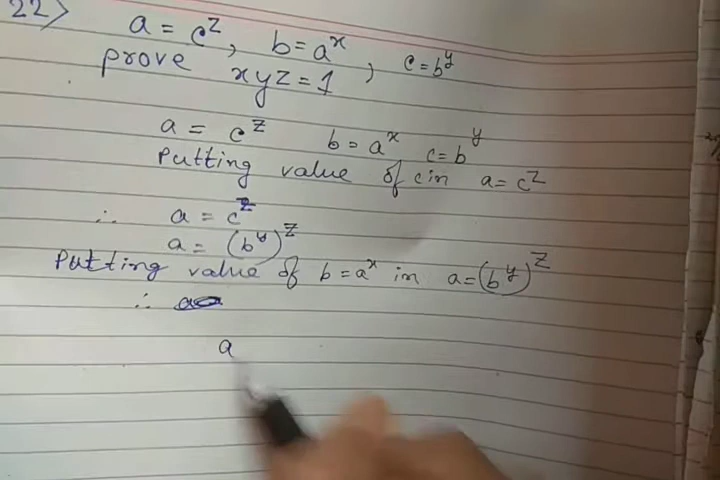 22>
a = c^z, b = a^x, c = b^y
prove xyz = 1
a = c^z b = a^x c = b^y
Putting value of c in a = c^z
∴ a = c^z
a = (b^y)^z
Putting value of b = a^x in a = (b^y)^z
∴
a